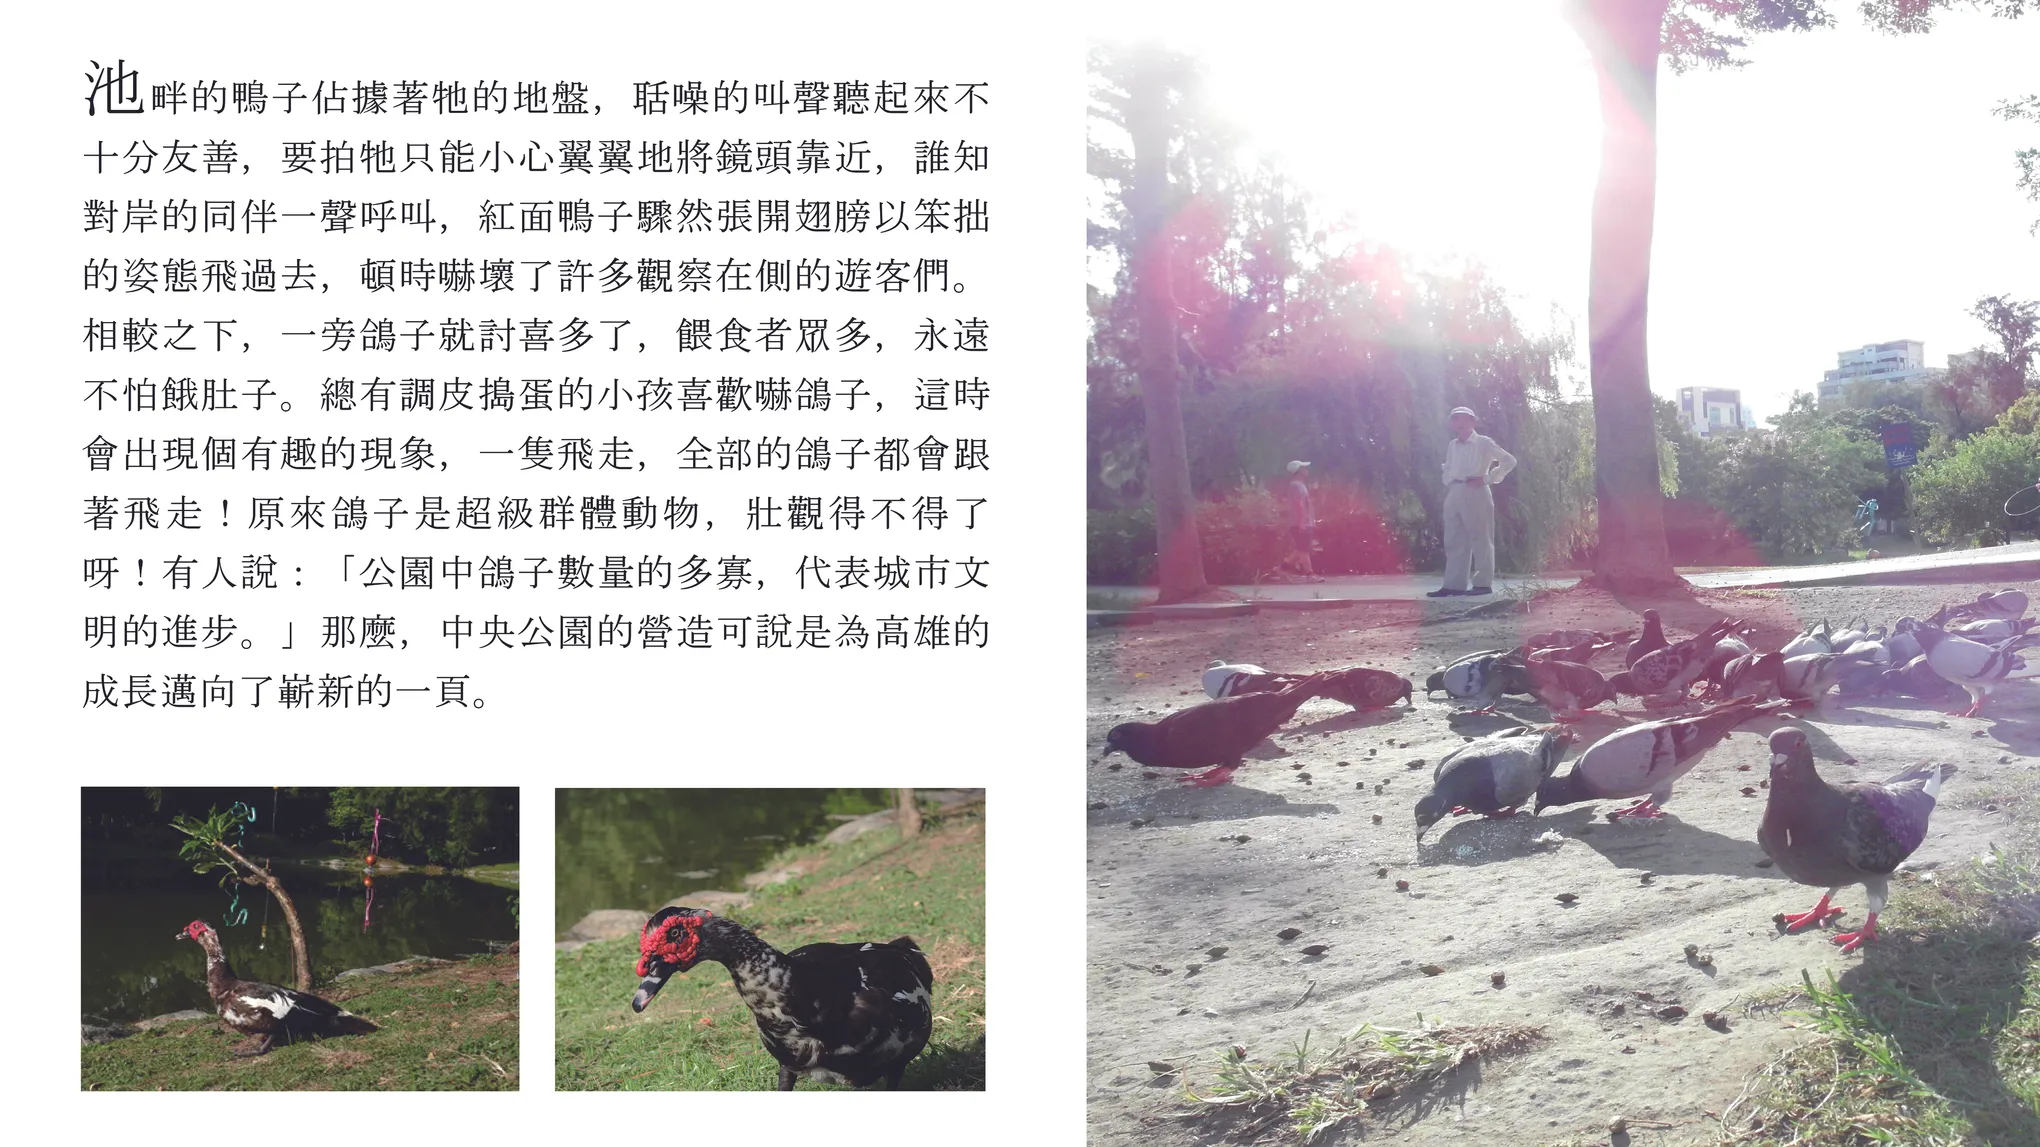 池畔的鴨子佔據著牠的地盤，聒噪的叫聲聽起來不
十分友善，要拍牠只能小心翼翼地將鏡頭靠近，誰知
對岸的同伴一聲呼叫，紅面鴨子驟然張開翅膀以笨拙
的姿態飛過去，頓時嚇壞了許多觀察在側的遊客們。
相較之下，一旁鴿子就討喜多了，餵食者眾多，永遠
不怕餓肚子。總有調皮搗蛋的小孩喜歡嚇鴿子，這時
會出現個有趣的現象，一隻飛走，全部的鴿子都會跟
著飛走！原來鴿子是超級群體動物，壯觀得不得了
呀！有人說：「公園中鴿子數量的多寡，代表城市文
明的進步。」那麼，中央公園的營造可說是為高雄的
成長邁向了嶄新的一頁。